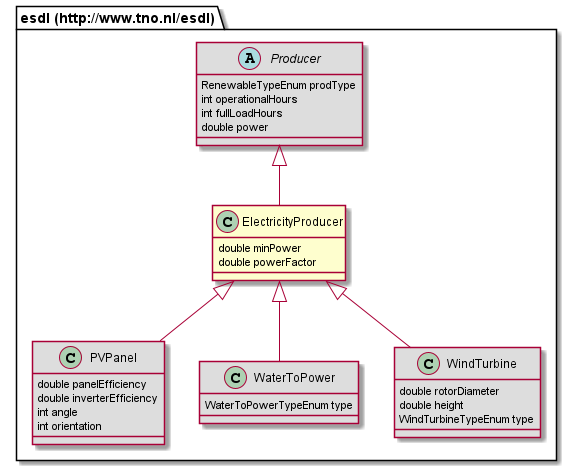 esdl (http://www.tno.nl/esdl)
A Producer
RenewableTypeEnum prodType
int operationalHours
int fullLoadHours
double power
C ElectricityProducer
double minPower
double powerFactor
C PVPanel
double panelEfficiency
double inverterEfficiency
int angle
int orientation
C WaterToPower
WaterToPowerTypeEnum type
C WindTurbine
double rotorDiameter
double height
WindTurbineTypeEnum type